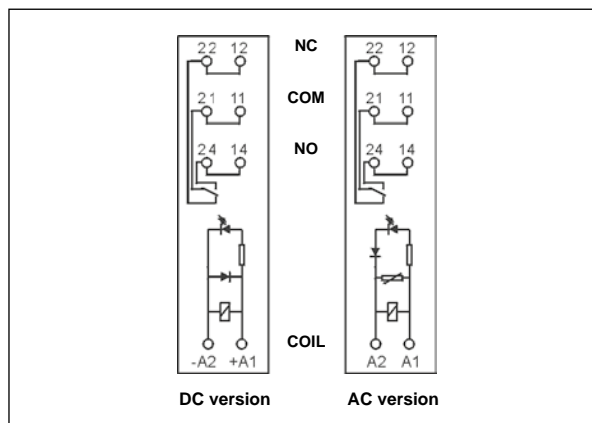 22 12 NC 22 12
21 11 COM 21 11
24 14 NO 24 14
-A2 +A1 COIL A2 A1
DC version AC version